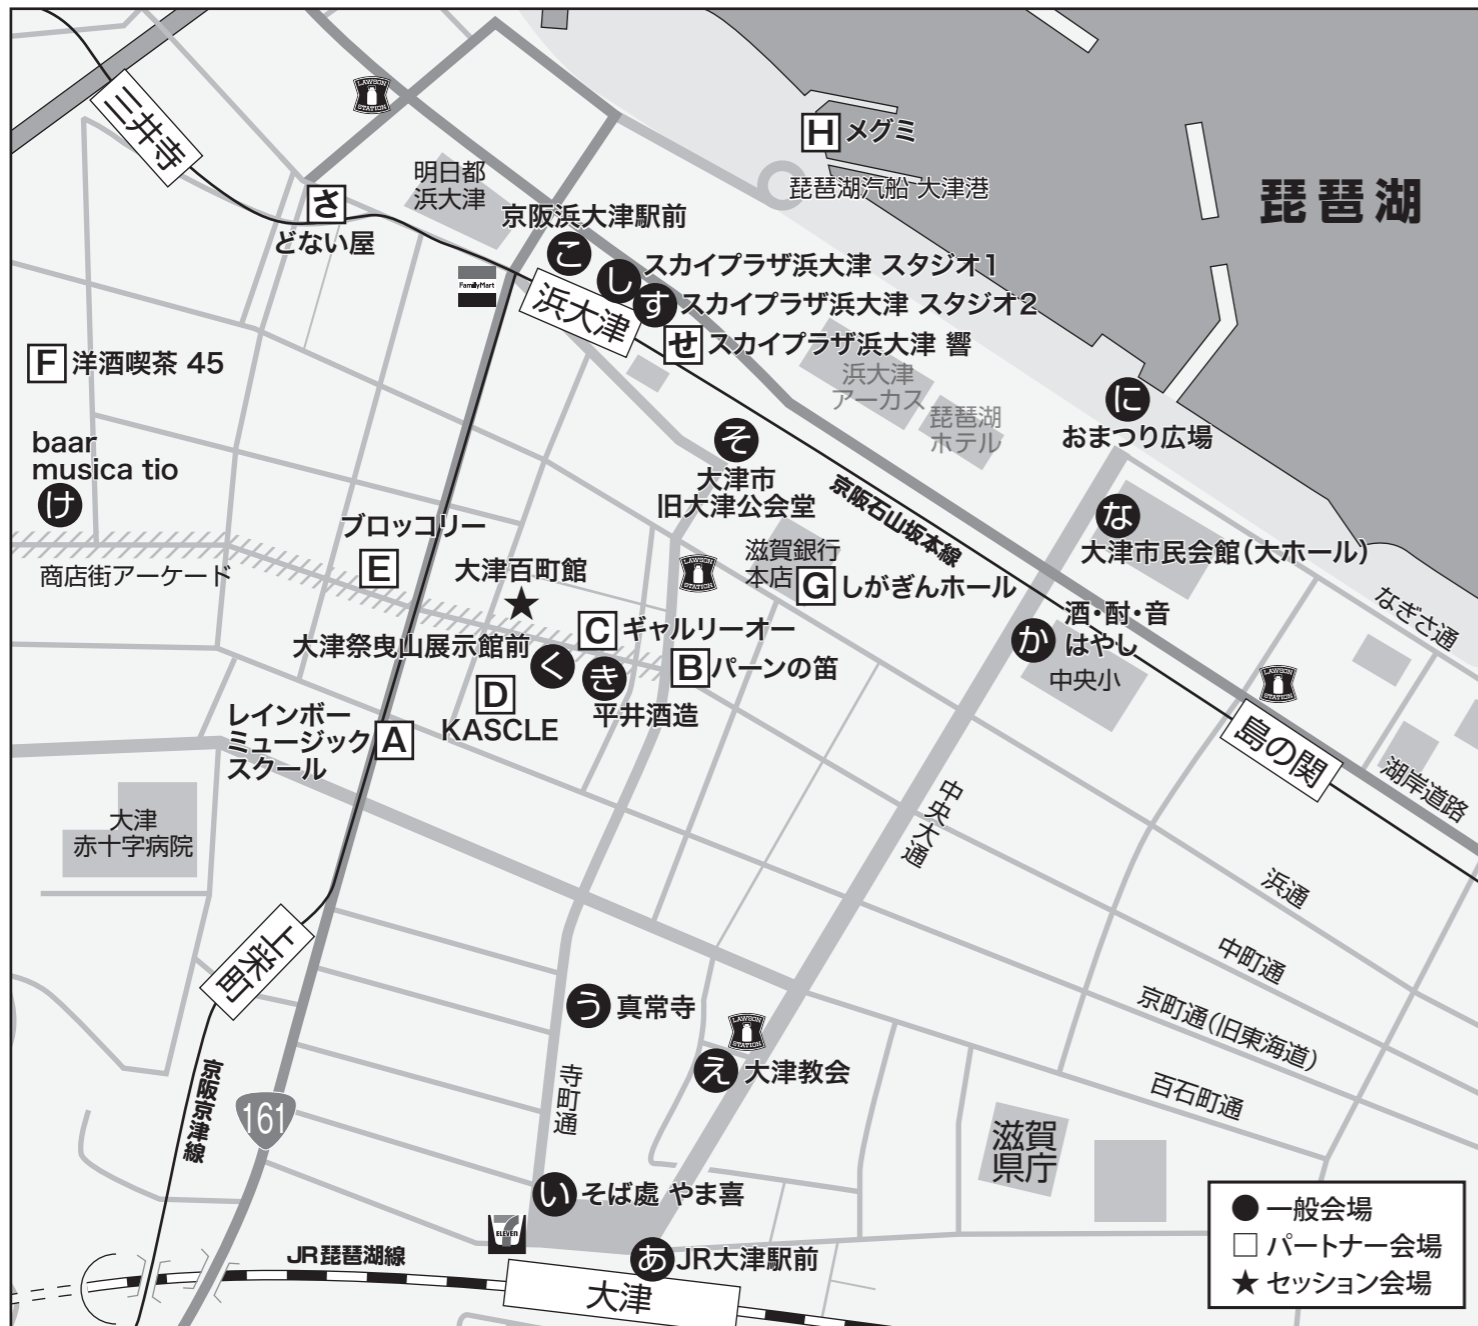 三井寺
LAWSON
STATION
H メグミ
琵琶湖汽船 大津港
琵琶湖
明日都
浜大津
さ
どない屋
京阪浜大津駅前
こ
し
スカイプラザ浜大津 スタジオ1
す
スカイプラザ浜大津 スタジオ2
せ
スカイプラザ浜大津 響
FamilyMart
浜大津
F 洋酒喫茶 45
浜大津
アーカス
琵琶湖
ホテル
に
おまつり広場
baar
musica tio
け
そ
大津市
旧大津公会堂
京阪石山坂本線
な
大津市民会館（大ホール）
ブロッコリー
E
商店街アーケード
大津百町館
★
LAWSON
STATION
滋賀銀行
本店
G しがぎんホール
なぎさ通
酒・酎・音
はやし
か
中央小
C ギャルリーオー
大津祭曳山展示館前
く
き
平井酒造
B パーンの笛
D
KASCLE
LAWSON
STATION
レインボー
ミュージック
スクール
A
島の関
湖岸道路
大津
赤十字病院
中央大通
浜通
中町通
京町通（旧東海道）
百石町通
上栄町
う 真常寺
LAWSON
STATION
え 大津教会
京阪京津線
161
寺町通
滋賀
県庁
い そば處 やま喜
7
ELEVEN
あ JR大津駅前
JR琵琶湖線
大津
● 一般会場
□ パートナー会場
★ セッション会場